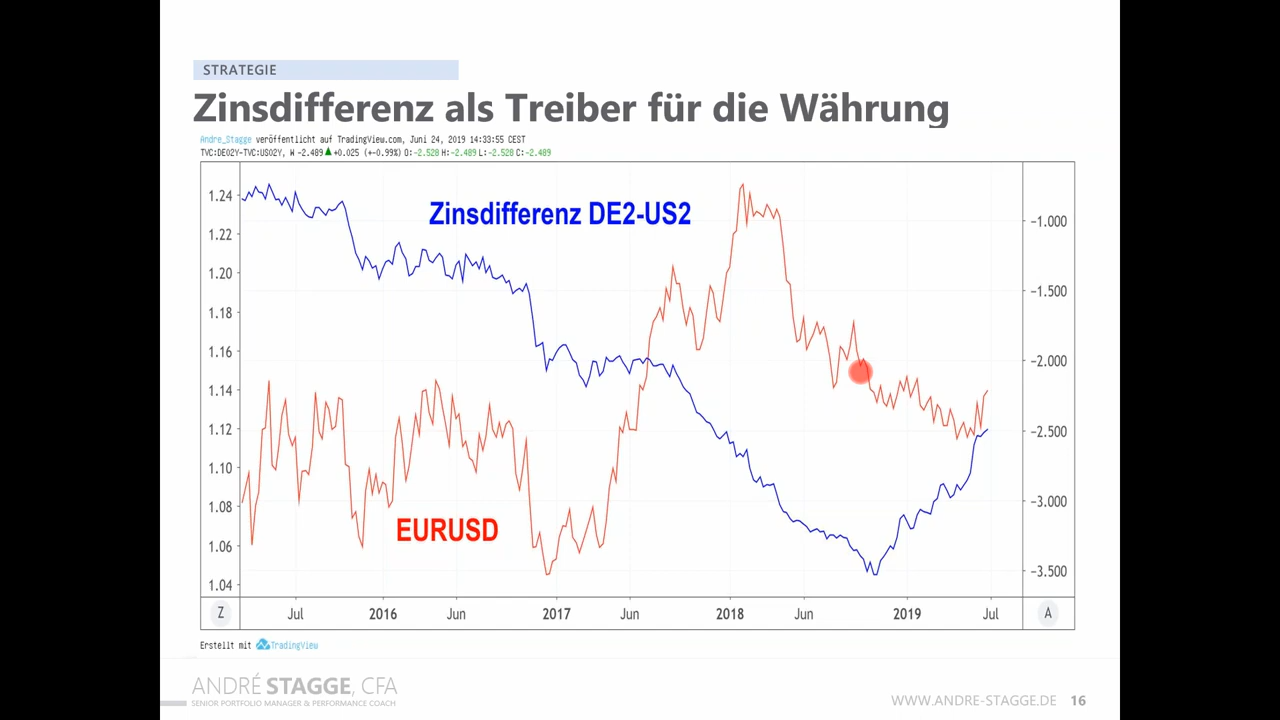 STRATEGIE
Zinsdifferenz als Treiber für die Währung
Andre_Stagge veröffentlicht auf TradingView.com, Juni 24, 2019 14:33:55 CEST
TVC:DE02Y-TVC:US02Y, W -2.489▲+0.025 (+-0.99%) O:-2.528 H:-2.489 L:-2.528 C:-2.489
Zinsdifferenz DE2-US2
EURUSD
1.24
1.22
1.20
1.18
1.16
1.14
1.12
1.10
1.08
1.06
1.04
-1.000
-1.500
-2.000
-2.500
-3.000
-3.500
Z Jul 2016 Jun 2017 Jun 2018 Jun 2019 Jul A
Erstellt mit TradingView
ANDRÉ STAGGE, CFA
SENIOR PORTFOLIO MANAGER & PERFORMANCE COACH
WWW.ANDRE-STAGGE.DE 16